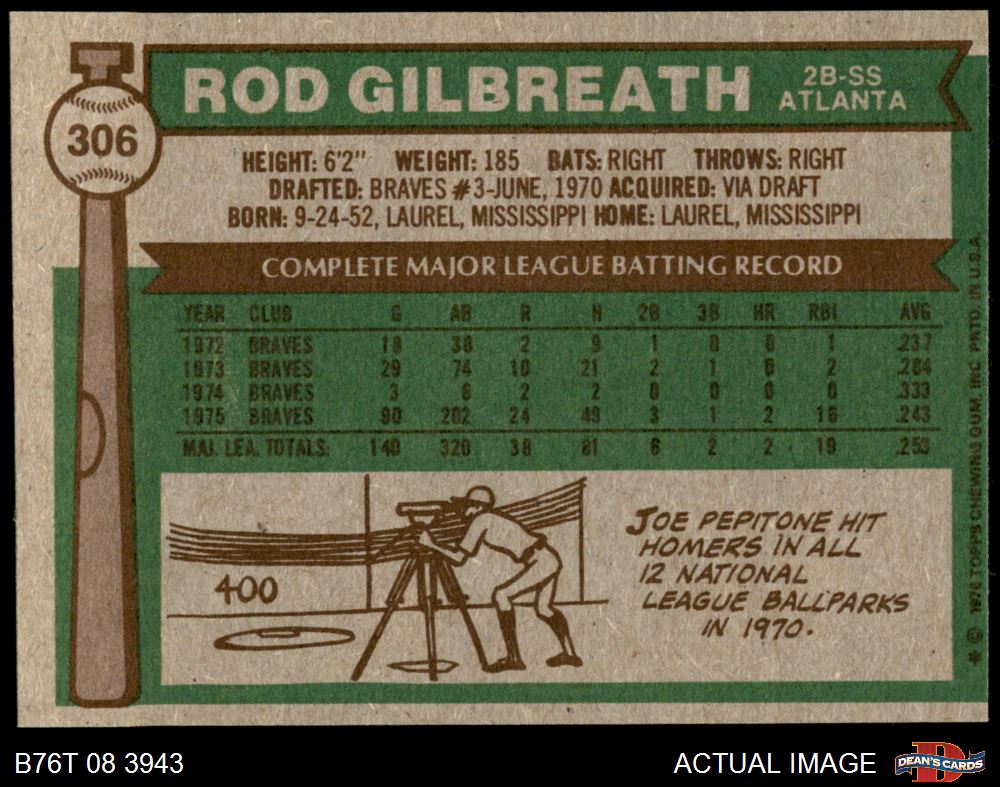 306
ROD GILBREATH
2B-SS
ATLANTA
HEIGHT: 6'2" WEIGHT: 185 BATS: RIGHT THROWS: RIGHT
DRAFTED: BRAVES #3-JUNE, 1970 ACQUIRED: VIA DRAFT
BORN: 9-24-52, LAUREL, MISSISSIPPI HOME: LAUREL, MISSISSIPPI
COMPLETE MAJOR LEAGUE BATTING RECORD
YEAR CLUB G AB R H 2B 3B HR RBI AVG
1972 BRAVES 18 38 2 9 1 0 0 1 .237
1973 BRAVES 29 74 10 21 2 1 0 2 .284
1974 BRAVES 3 6 2 2 0 0 0 0 .333
1975 BRAVES 90 202 24 49 3 1 2 16 .243
MAJ. LEA. TOTALS: 140 320 38 81 6 2 2 19 .253
400
JOE PEPITONE HIT
HOMERS IN ALL
12 NATIONAL
LEAGUE BALLPARKS
IN 1970.
* © 1976 TOPPS CHEWING GUM, INC. PRTD. IN U.S.A.
B76T 08 3943
ACTUAL IMAGE
D
DEAN'S CARDS